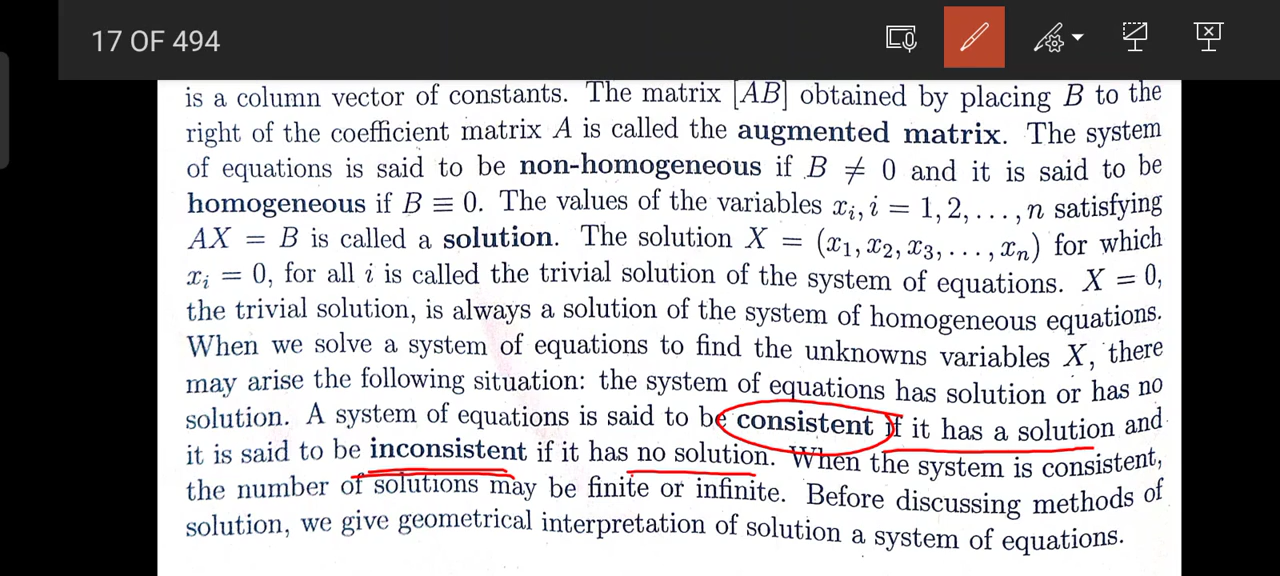 17 OF 494
is a column vector of constants. The matrix [AB] obtained by placing B to the
right of the coefficient matrix A is called the augmented matrix. The system
of equations is said to be non-homogeneous if B ≠ 0 and it is said to be
homogeneous if B ≡ 0. The values of the variables xᵢ, i = 1, 2, . . . , n satisfying
AX = B is called a solution. The solution X = (x₁, x₂, x₃, . . . , xₙ) for which
xᵢ = 0, for all i is called the trivial solution of the system of equations. X = 0,
the trivial solution, is always a solution of the system of homogeneous equations.
When we solve a system of equations to find the unknowns variables X, there
may arise the following situation: the system of equations has solution or has no
solution. A system of equations is said to be consistent if it has a solution and
it is said to be inconsistent if it has no solution. When the system is consistent,
the number of solutions may be finite or infinite. Before discussing methods of
solution, we give geometrical interpretation of solution a system of equations.